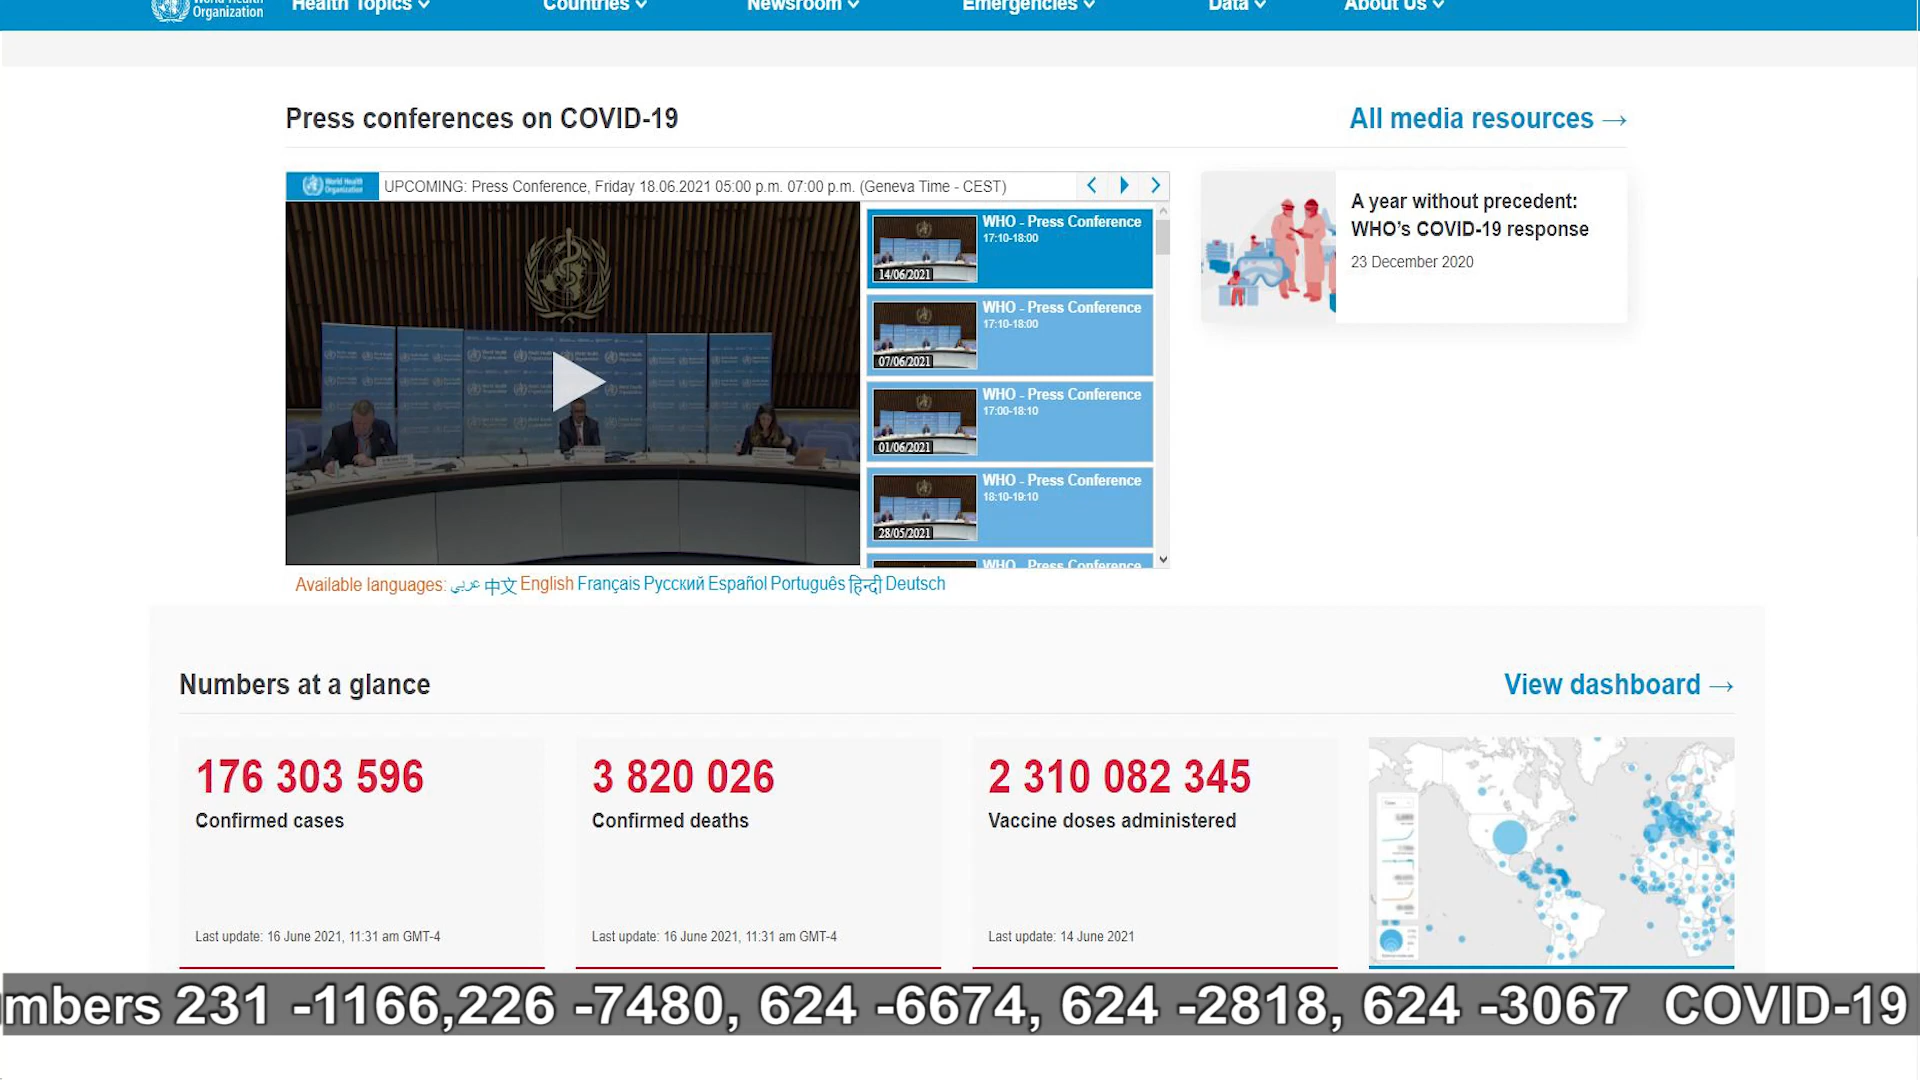 World Health
Organization
Health Topics
Countries
Newsroom
Emergencies
Data
About Us
Press conferences on COVID-19
All media resources →
World Health
Organization
UPCOMING: Press Conference, Friday 18.06.2021 05:00 p.m. 07:00 p.m. (Geneva Time - CEST)
WHO - Press Conference
17:10-18:00
14/06/2021
WHO - Press Conference
17:10-18:00
07/06/2021
WHO - Press Conference
17:00-18:10
01/06/2021
WHO - Press Conference
18:10-19:10
28/05/2021
WHO - Press Conference
A year without precedent:
WHO's COVID-19 response
23 December 2020
Available languages: عربي 中文 English Français Русский Español Português हिन्दी Deutsch
Numbers at a glance
View dashboard →
176 303 596
Confirmed cases
Last update: 16 June 2021, 11:31 am GMT-4
3 820 026
Confirmed deaths
Last update: 16 June 2021, 11:31 am GMT-4
2 310 082 345
Vaccine doses administered
Last update: 14 June 2021
mbers 231 -1166,226 -7480, 624 -6674, 624 -2818, 624 -3067 COVID-19